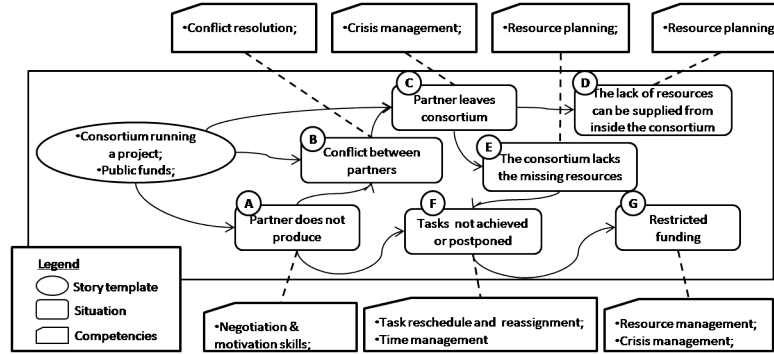 •Conflict resolution;
•Crisis management;
•Resource planning;
•Resource planning
C
Partner leaves
consortium
D
The lack of resources
can be supplied from
inside the consortium
•Consortium running
a project;
•Public funds;
B
Conflict between
partners
E
The consortium lacks
the missing resources
A
Partner does not
produce
F
Tasks not achieved
or postponed
G
Restricted
funding
Legend
Story template
Situation
Competencies
•Negotiation &
motivation skills;
•Task reschedule and reassignment;
•Time management
•Resource management;
•Crisis management;